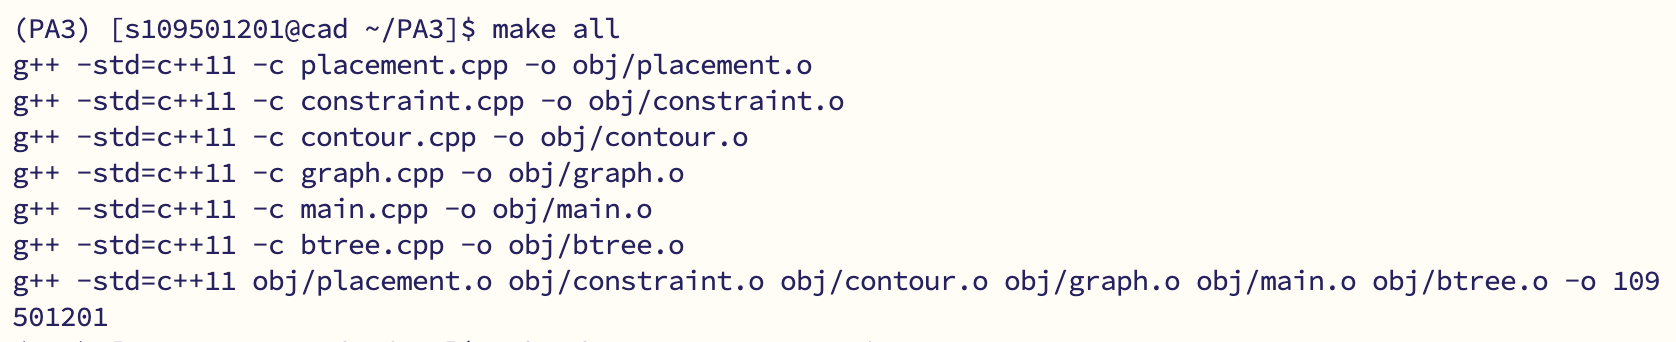 (PA3) [s109501201@cad ~/PA3]$ make all
g++ -std=c++11 -c placement.cpp -o obj/placement.o
g++ -std=c++11 -c constraint.cpp -o obj/constraint.o
g++ -std=c++11 -c contour.cpp -o obj/contour.o
g++ -std=c++11 -c graph.cpp -o obj/graph.o
g++ -std=c++11 -c main.cpp -o obj/main.o
g++ -std=c++11 -c btree.cpp -o obj/btree.o
g++ -std=c++11 obj/placement.o obj/constraint.o obj/contour.o obj/graph.o obj/main.o obj/btree.o -o 109
501201